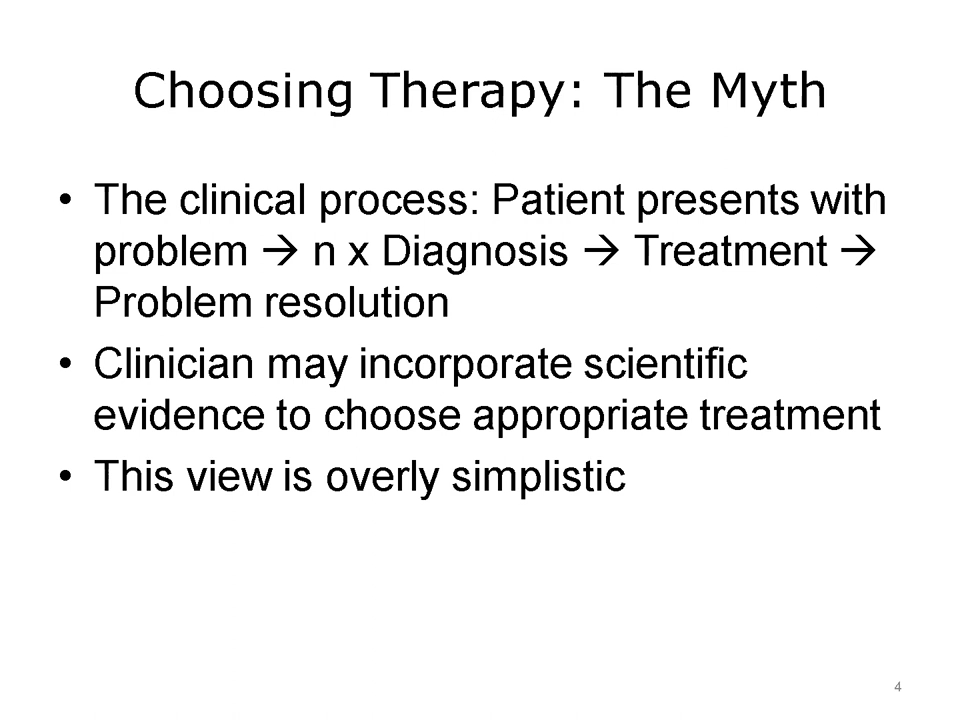 Choosing Therapy: The Myth
• The clinical process: Patient presents with
problem → n x Diagnosis → Treatment →
Problem resolution
• Clinician may incorporate scientific
evidence to choose appropriate treatment
• This view is overly simplistic
4